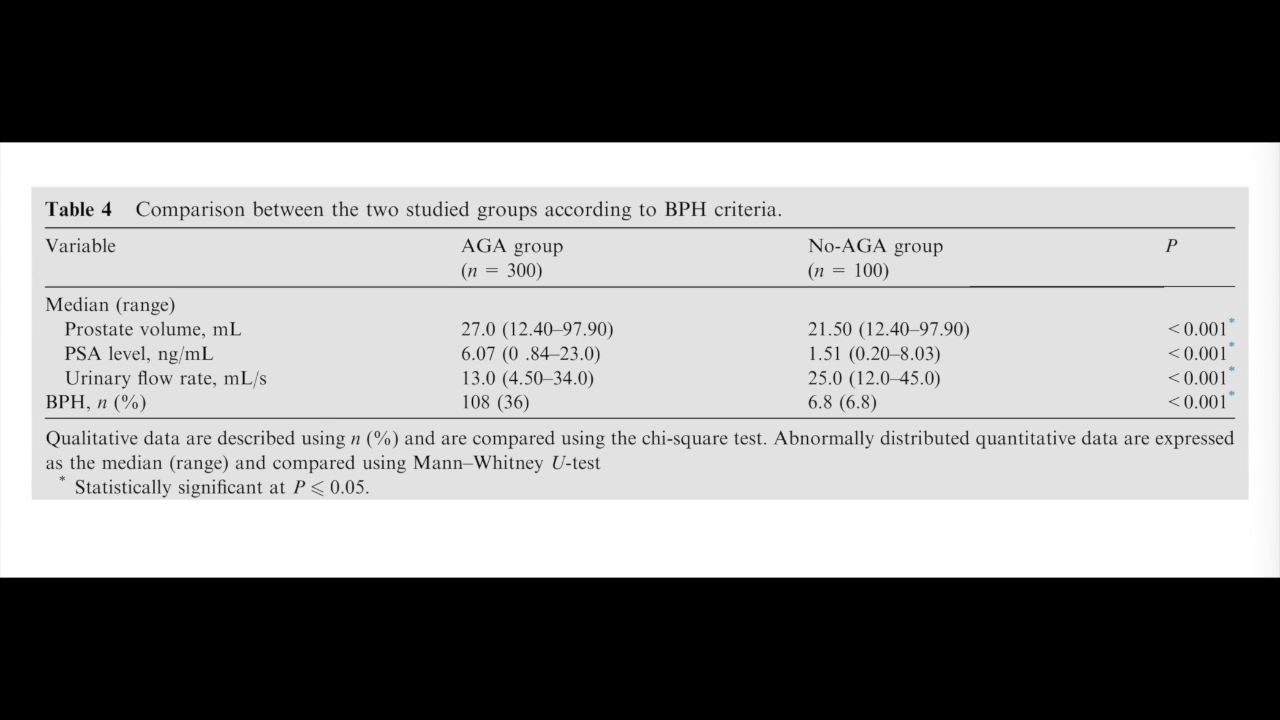 Table 4 Comparison between the two studied groups according to BPH criteria.
Variable AGA group No-AGA group P
(n = 300) (n = 100)
Median (range)
Prostate volume, mL 27.0 (12.40–97.90) 21.50 (12.40–97.90) <0.001*
PSA level, ng/mL 6.07 (0 .84–23.0) 1.51 (0.20–8.03) <0.001*
Urinary flow rate, mL/s 13.0 (4.50–34.0) 25.0 (12.0–45.0) <0.001*
BPH, n (%) 108 (36) 6.8 (6.8) <0.001*
Qualitative data are described using n (%) and are compared using the chi-square test. Abnormally distributed quantitative data are expressed
as the median (range) and compared using Mann–Whitney U-test
* Statistically significant at P ⩽ 0.05.